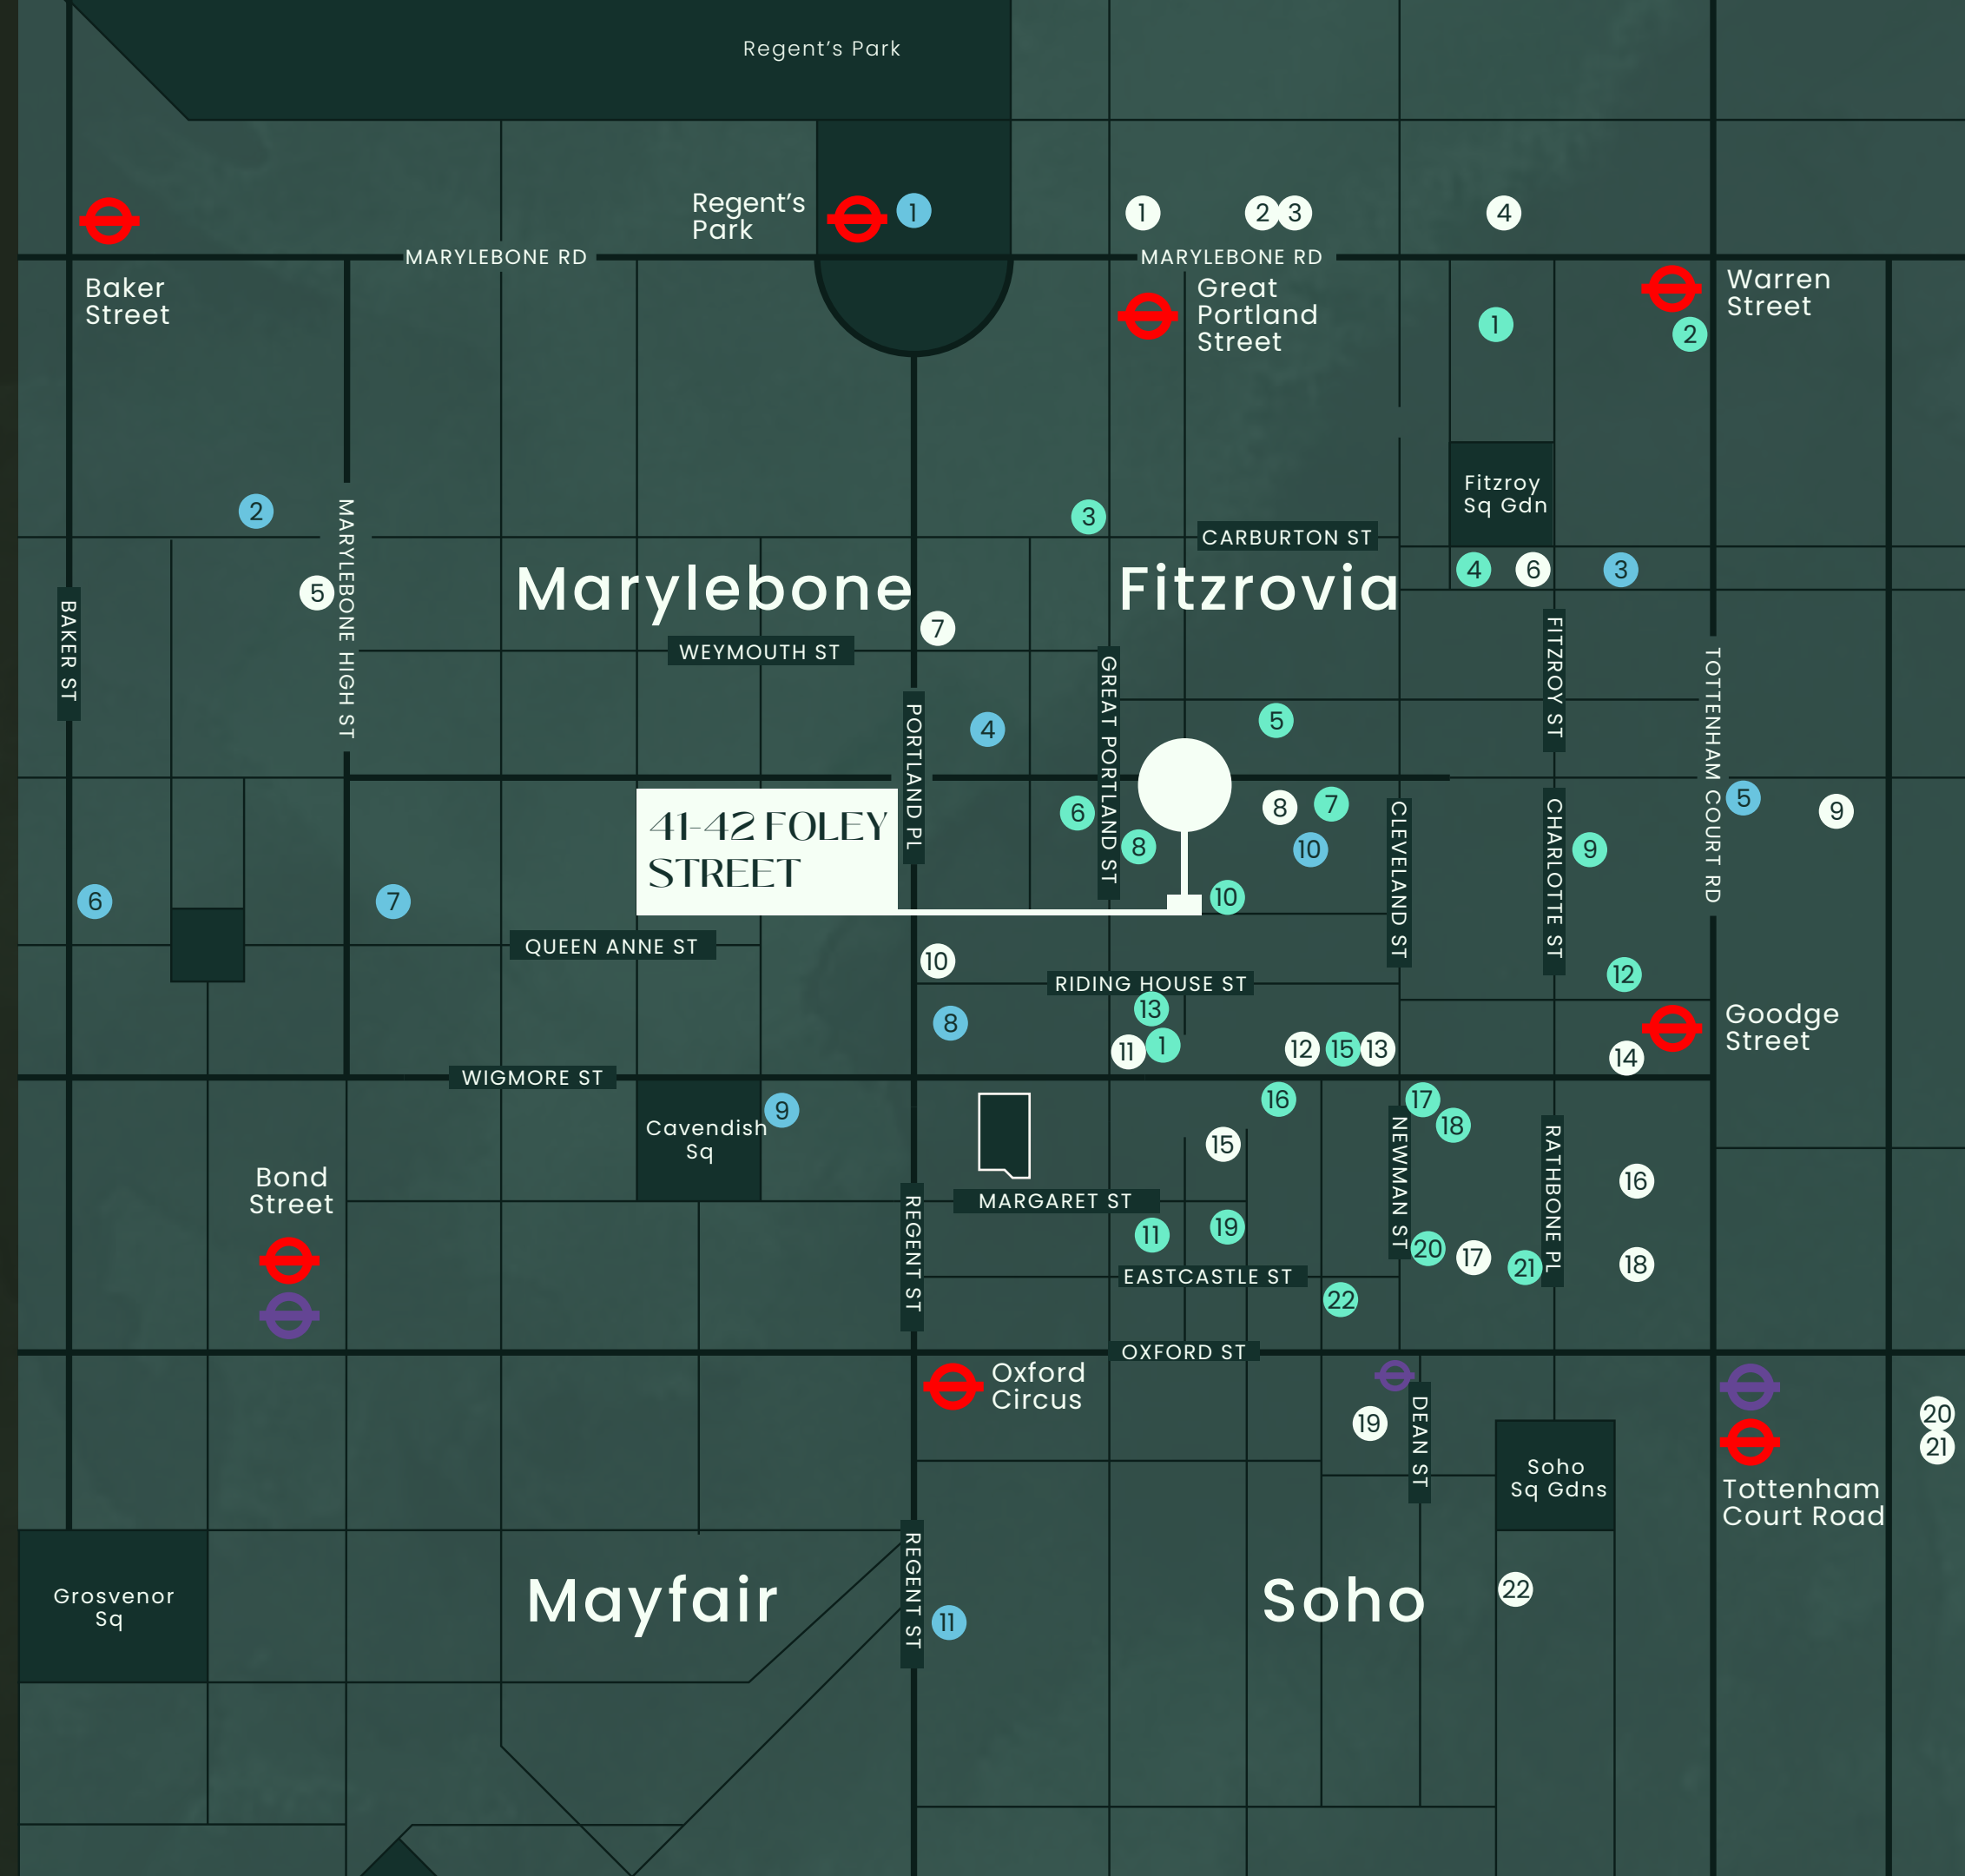 Regent's Park
Regent's
Park
1
1
2
3
4
MARYLEBONE RD
MARYLEBONE RD
Baker
Street
Great
Portland
Street
Warren
Street
1
2
Fitzroy
Sq Gdn
2
3
MARYLEBONE HIGH ST
CARBURTON ST
5
Marylebone
Fitzrovia
4
6
3
BAKER ST
7
WEYMOUTH ST
FITZROY ST
TOTTENHAM COURT RD
GREAT PORTLAND ST
PORTLAND PL
4
5
41-42 FOLEY
STREET
6
8
8
7
10
CLEVELAND ST
CHARLOTTE ST
9
5
9
6
7
10
QUEEN ANNE ST
10
RIDING HOUSE ST
12
8
13
11
1
12
15
13
14
Goodge
Street
WIGMORE ST
Cavendish
Sq
9
16
17
18
15
NEWMAN ST
RATHBONE PL
16
Bond
Street
REGENT ST
MARGARET ST
11
19
20
17
21
18
EASTCASTLE ST
22
OXFORD ST
Oxford
Circus
19
DEAN ST
20
21
Soho
Sq Gdns
Tottenham
Court Road
REGENT ST
Grosvenor
Sq
Mayfair
11
Soho
22